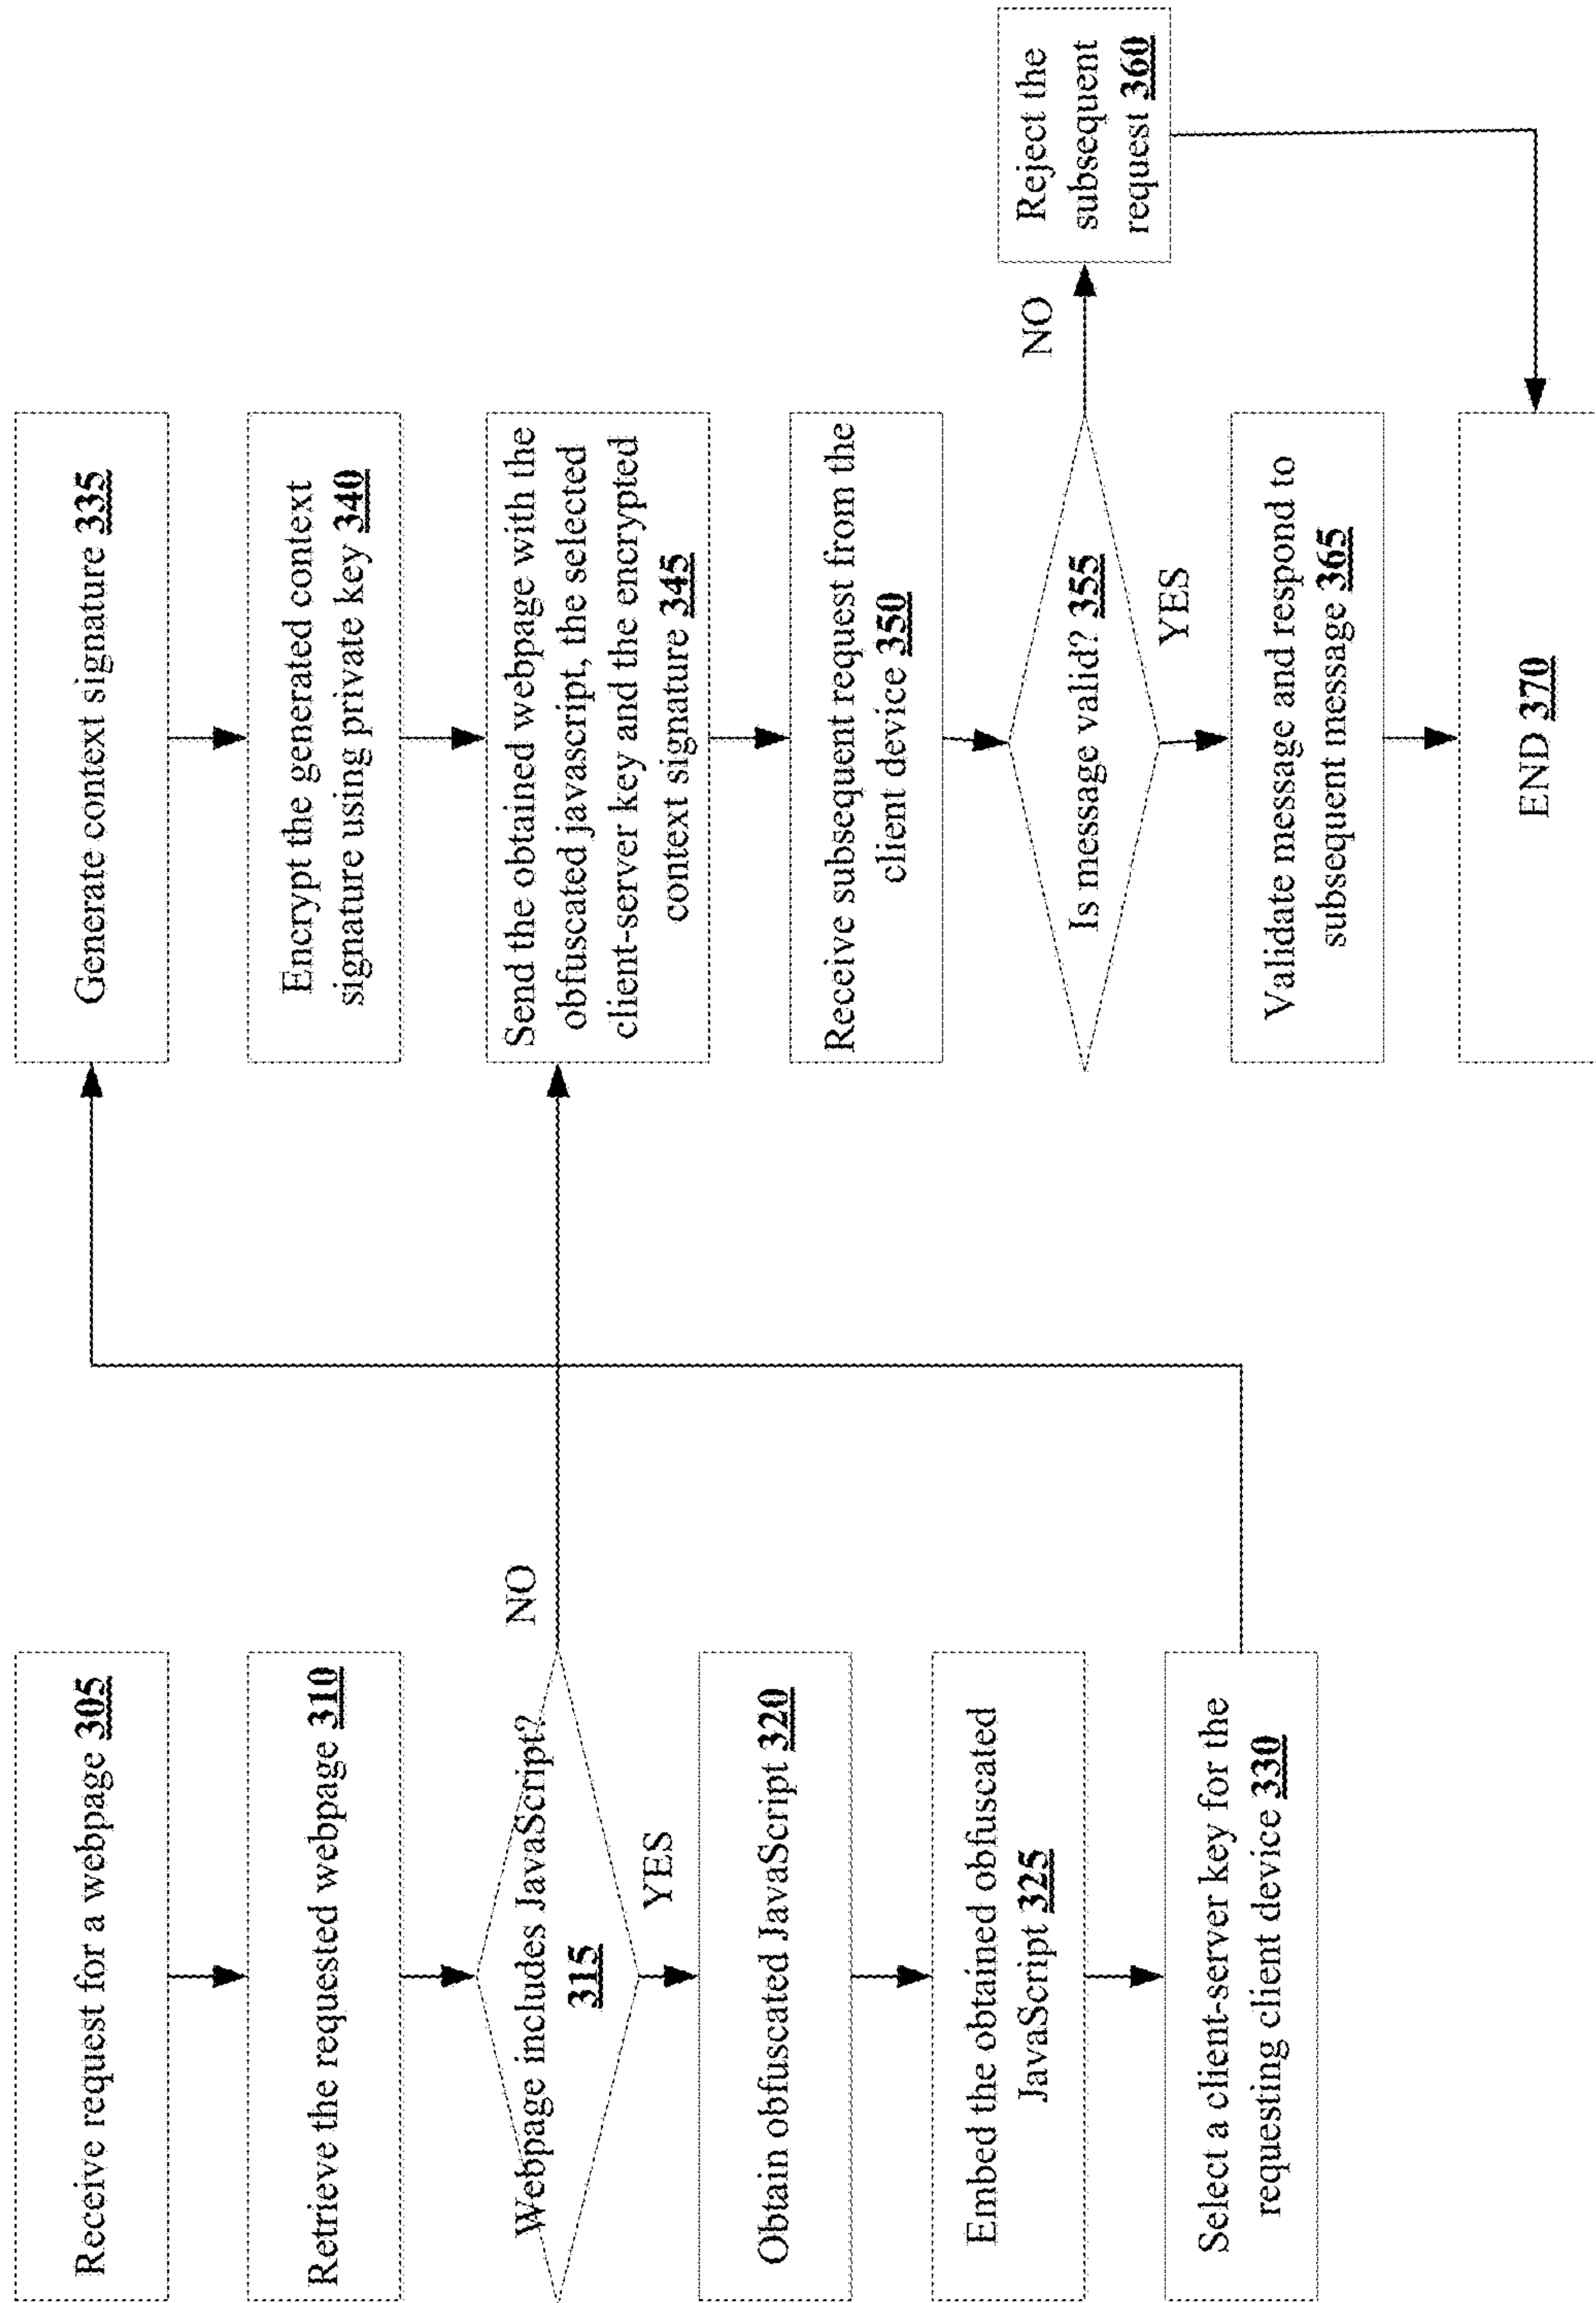 Receive request for a webpage 305
Retrieve the requested webpage 310
Webpage includes JavaScript?
315
NO
YES
Obtain obfuscated JavaScript 320
Embed the obtained obfuscated
JavaScript 325
Select a client-server key for the
requesting client device 330
Generate context signature 335
Encrypt the generated context
signature using private key 340
Send the obtained webpage with the
obfuscated javascript, the selected
client-server key and the encrypted
context signature 345
Receive subsequent request from the
client device 350
Is message valid? 355
NO
YES
Reject the
subsequent
request 360
Validate message and respond to
subsequent message 365
END 370